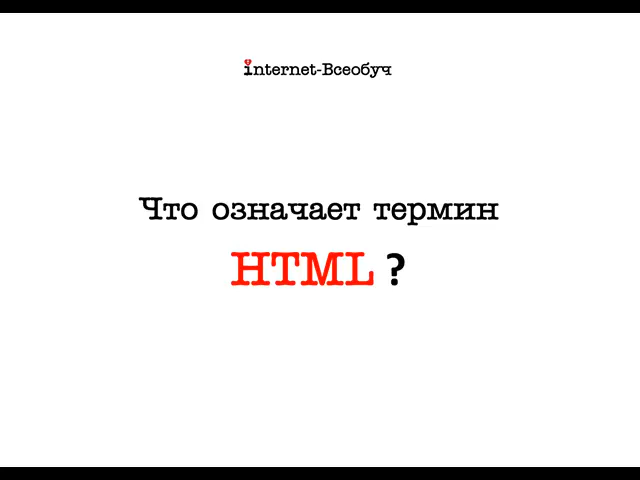 internet-Всеобуч
Что означает термин
HTML ?